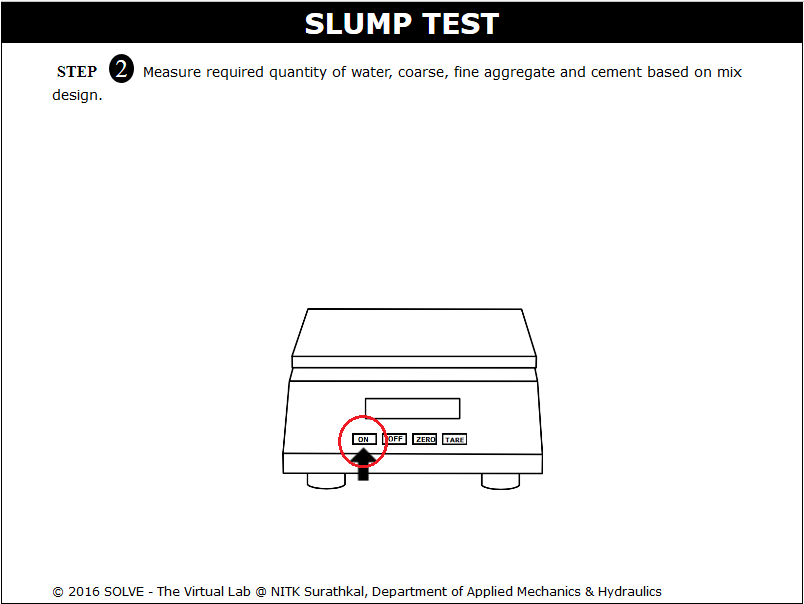 SLUMP TEST
STEP 2 Measure required quantity of water, coarse, fine aggregate and cement based on mix
design.
ON OFF ZERO TARE
© 2016 SOLVE - The Virtual Lab @ NITK Surathkal, Department of Applied Mechanics & Hydraulics